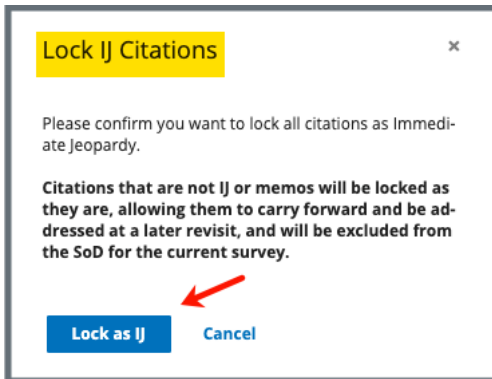 Lock IJ Citations
×
Please confirm you want to lock all citations as Immedi-
ate Jeopardy.
Citations that are not IJ or memos will be locked as
they are, allowing them to carry forward and be ad-
dressed at a later revisit, and will be excluded from
the SoD for the current survey.
Lock as IJ Cancel